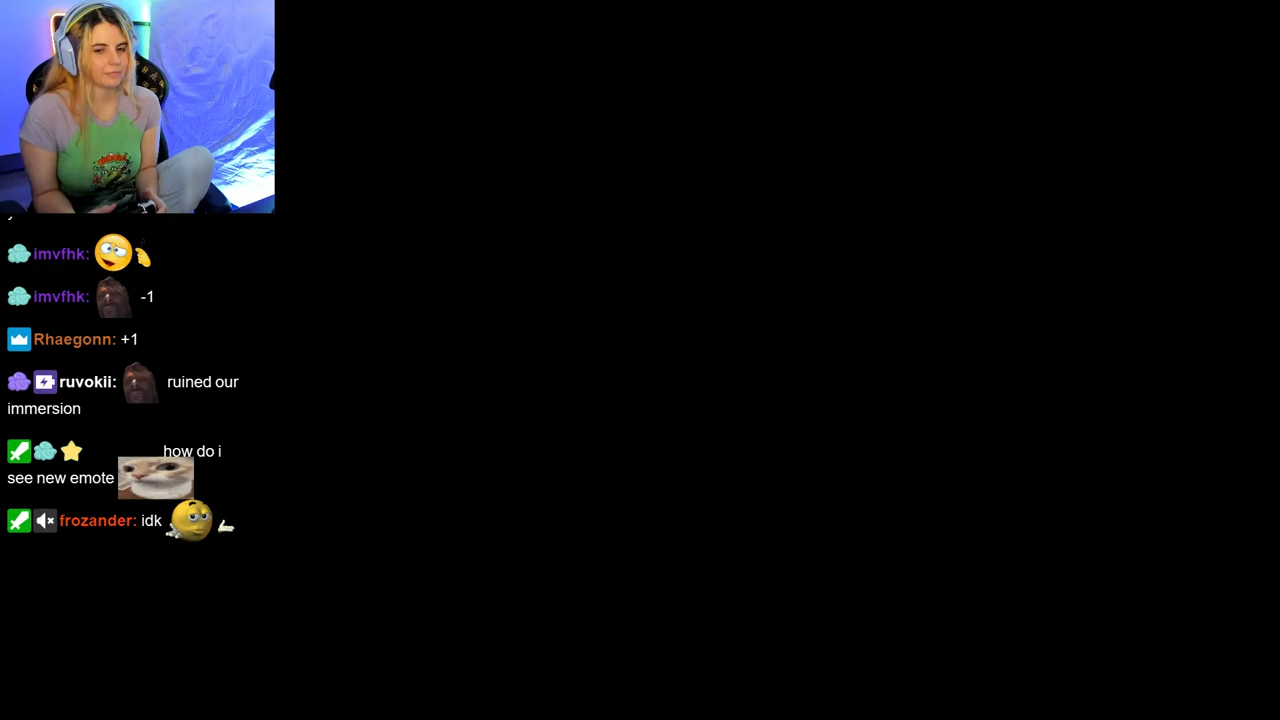 imvfhk:
imvfhk: -1
Rhaegonn: +1
ruvokii: ruined our
immersion
how do i
see new emote
frozander: idk